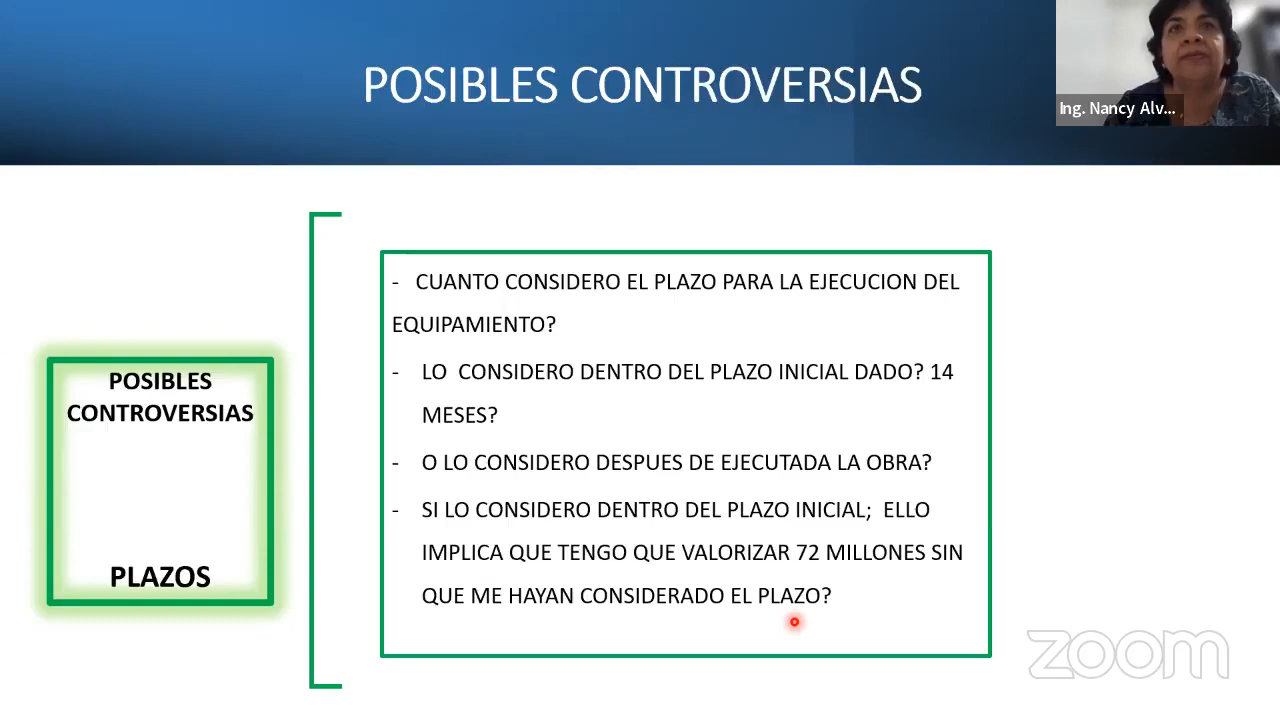 POSIBLES CONTROVERSIAS
Ing. Nancy Alv...
- CUANTO CONSIDERO EL PLAZO PARA LA EJECUCION DEL
EQUIPAMIENTO?
- LO CONSIDERO DENTRO DEL PLAZO INICIAL DADO? 14
MESES?
- O LO CONSIDERO DESPUES DE EJECUTADA LA OBRA?
- SI LO CONSIDERO DENTRO DEL PLAZO INICIAL; ELLO
IMPLICA QUE TENGO QUE VALORIZAR 72 MILLONES SIN
QUE ME HAYAN CONSIDERADO EL PLAZO?
POSIBLES
CONTROVERSIAS
PLAZOS
zoom